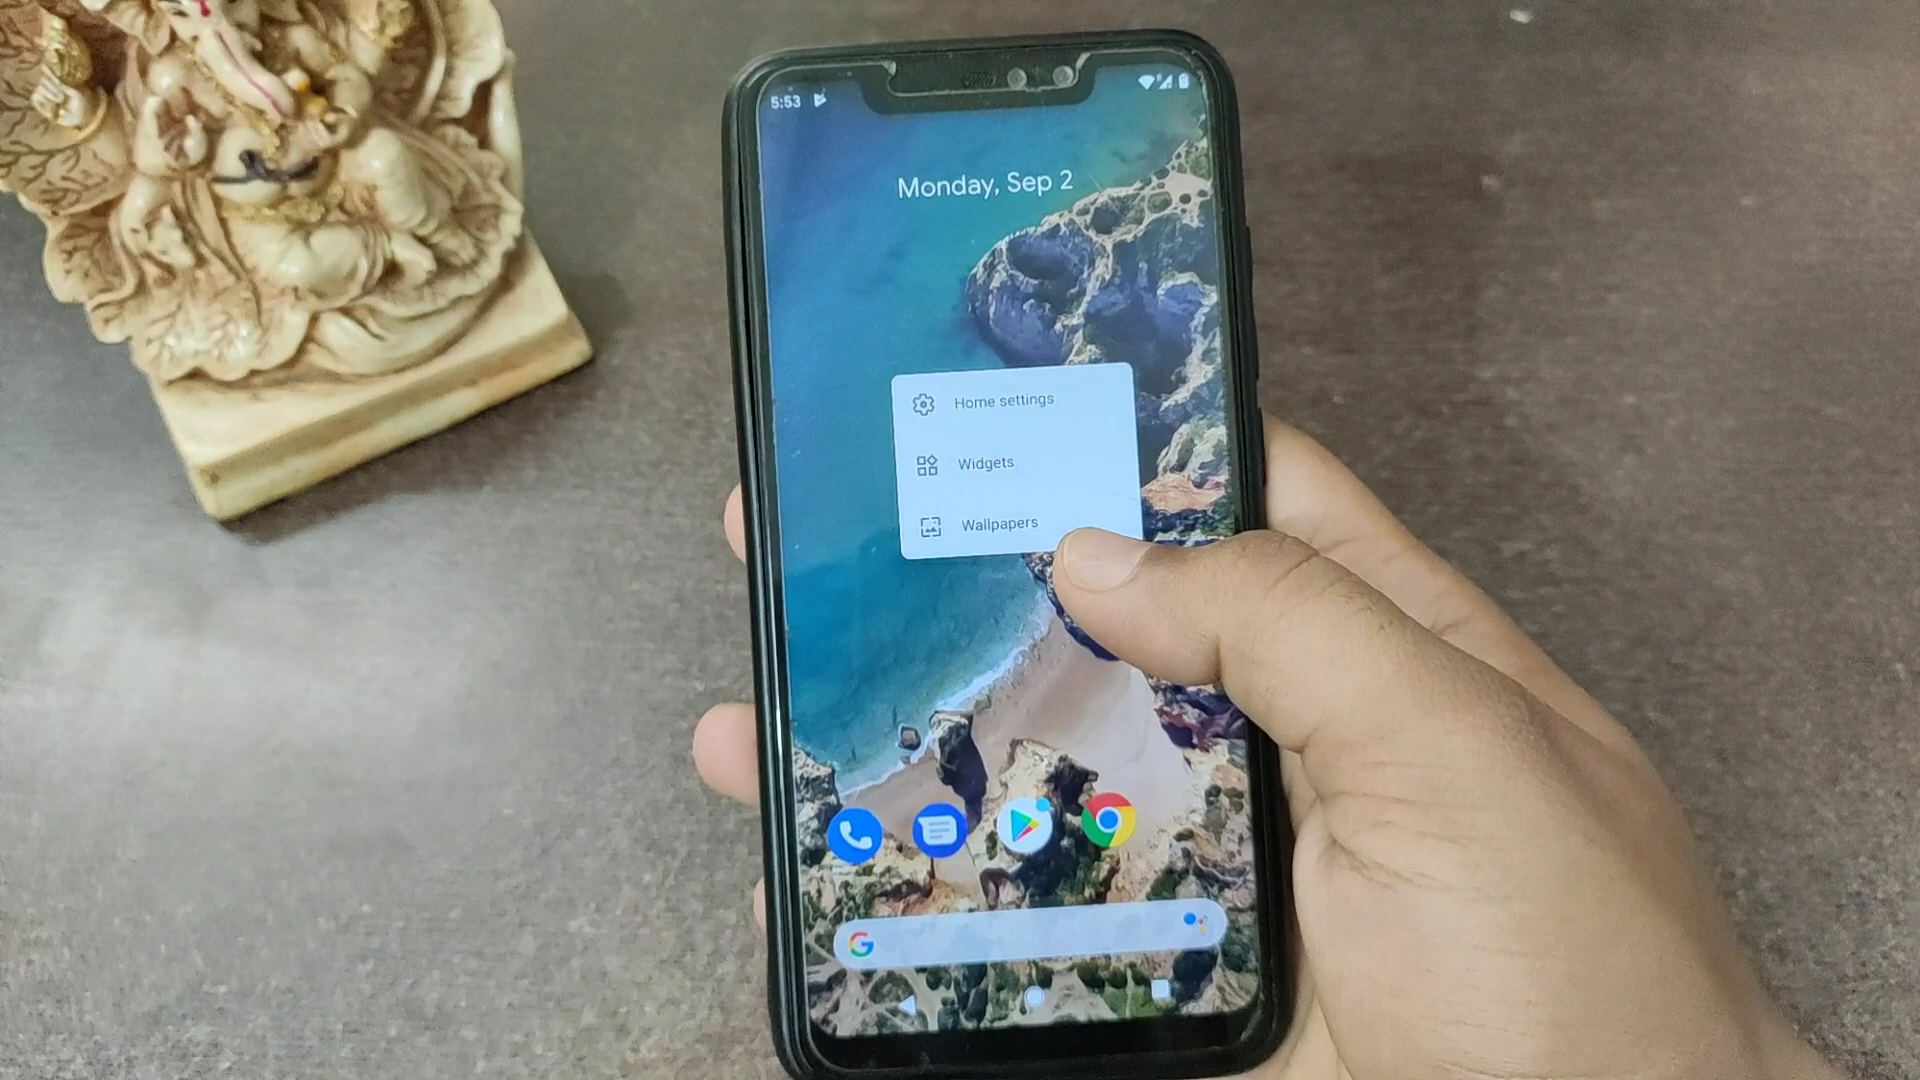 5:53
Monday, Sep 2
Home settings
Widgets
Wallpapers
G